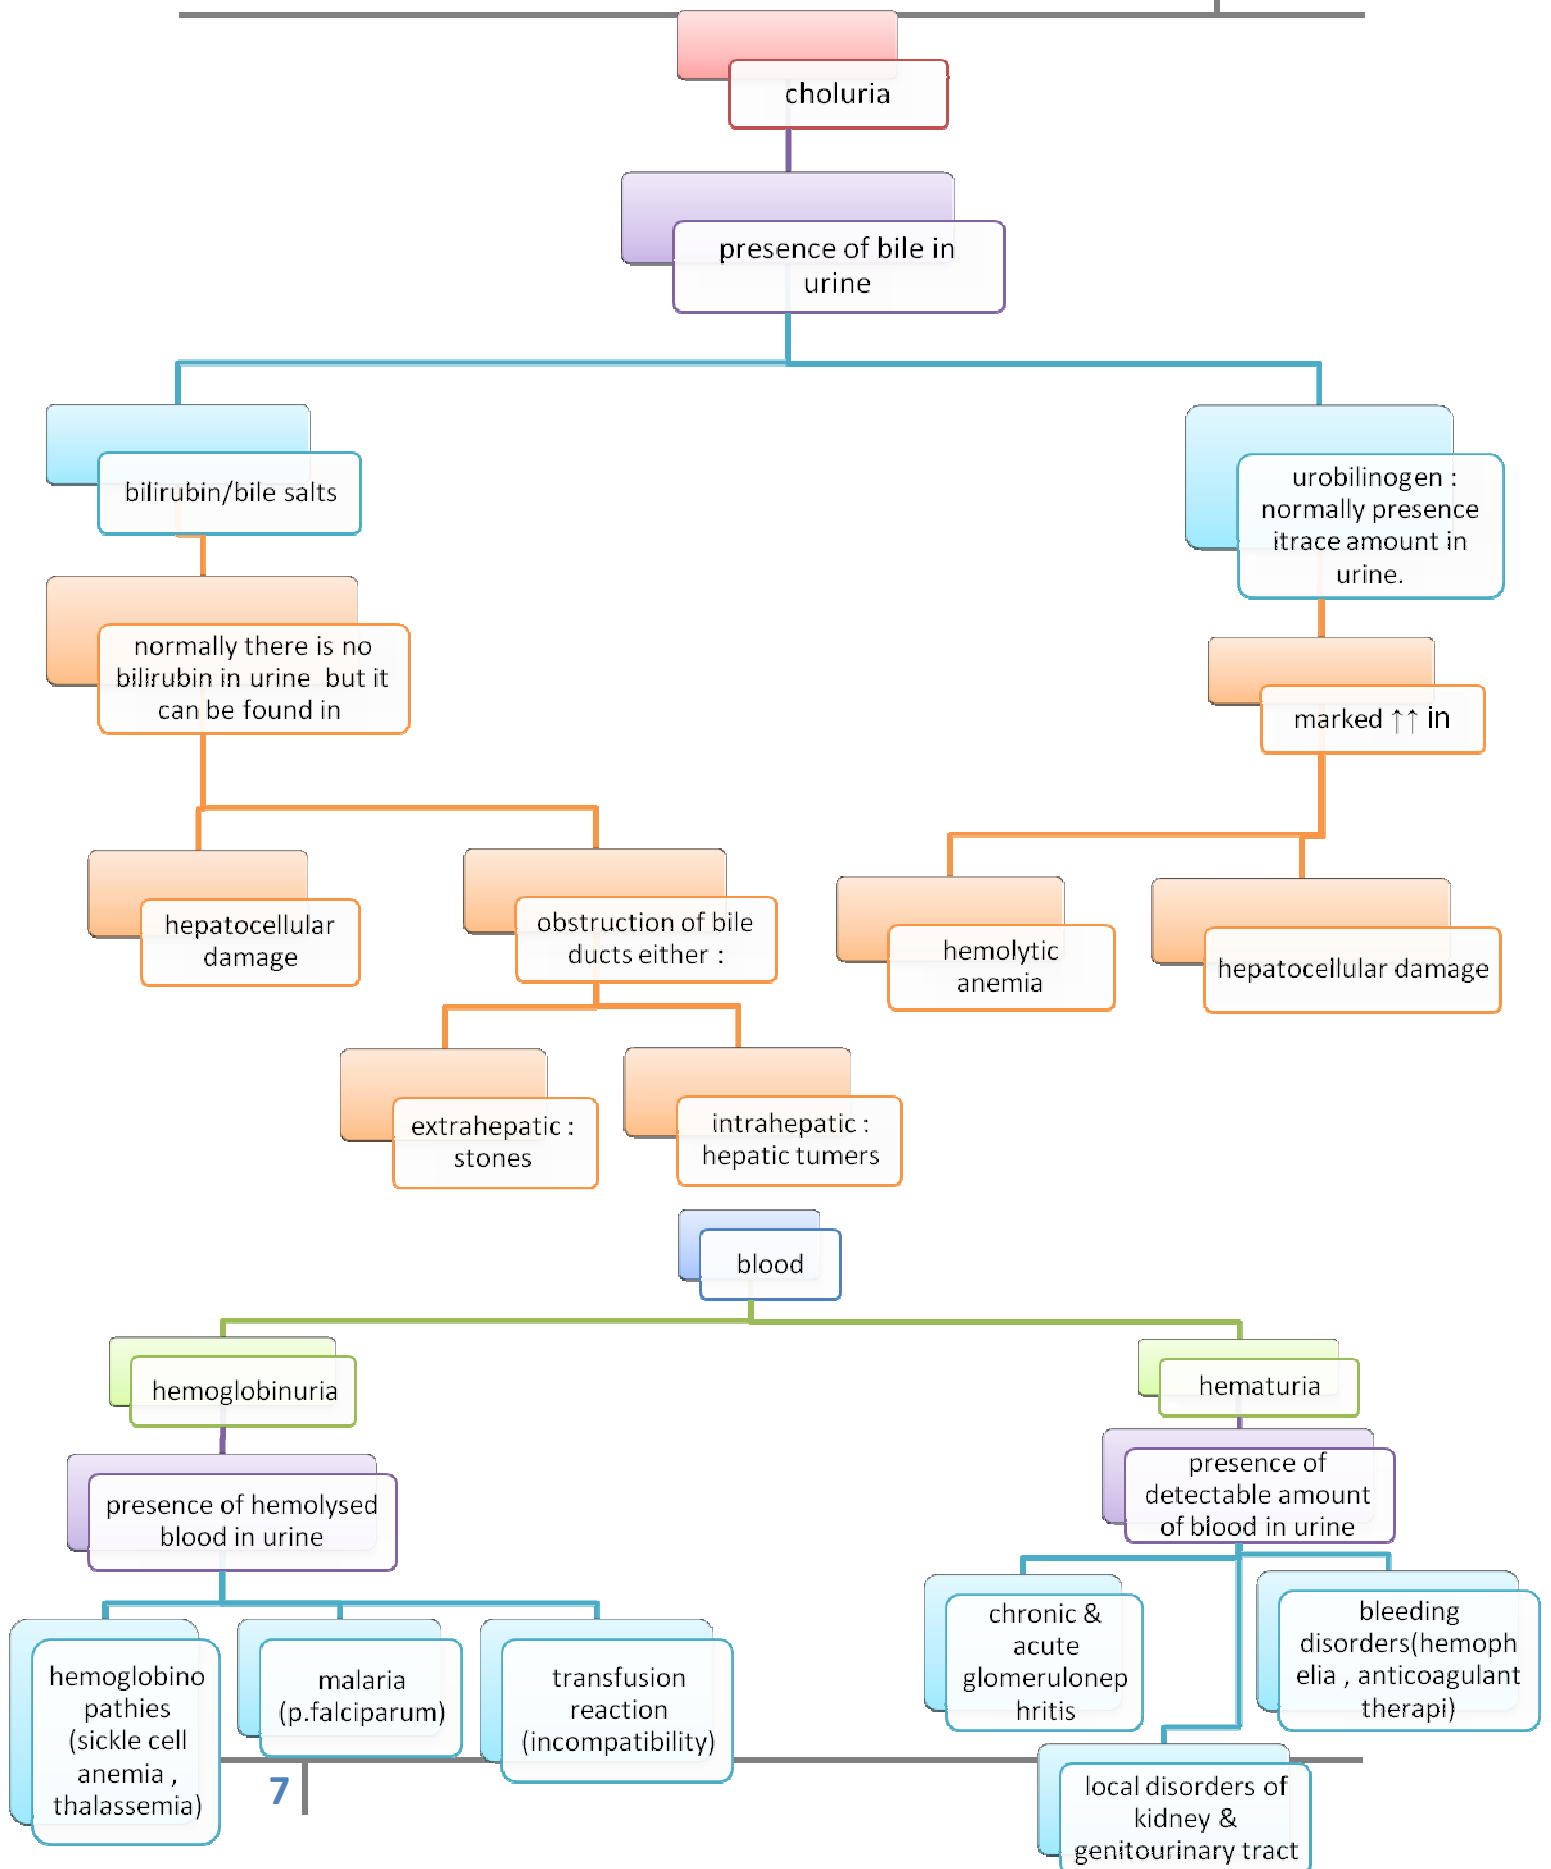 choluria
presence of bile in
urine
bilirubin/bile salts
urobilinogen :
normally presence
itrace amount in
urine.
normally there is no
bilirubin in urine  but it
can be found in
marked ↑↑ in
hepatocellular
damage
obstruction of bile
ducts either :
hemolytic
anemia
hepatocellular damage
extrahepatic :
stones
intrahepatic :
hepatic tumers
blood
hemoglobinuria
hematuria
presence of hemolysed
blood in urine
presence of
detectable amount
of blood in urine
hemoglobino
pathies
(sickle cell
anemia ,
thalassemia)
malaria
(p.falciparum)
transfusion
reaction
(incompatibility)
chronic &
acute
glomerulonep
hritis
bleeding
disorders(hemoph
elia , anticoagulant
therapi)
local disorders of
kidney &
genitourinary tract
7